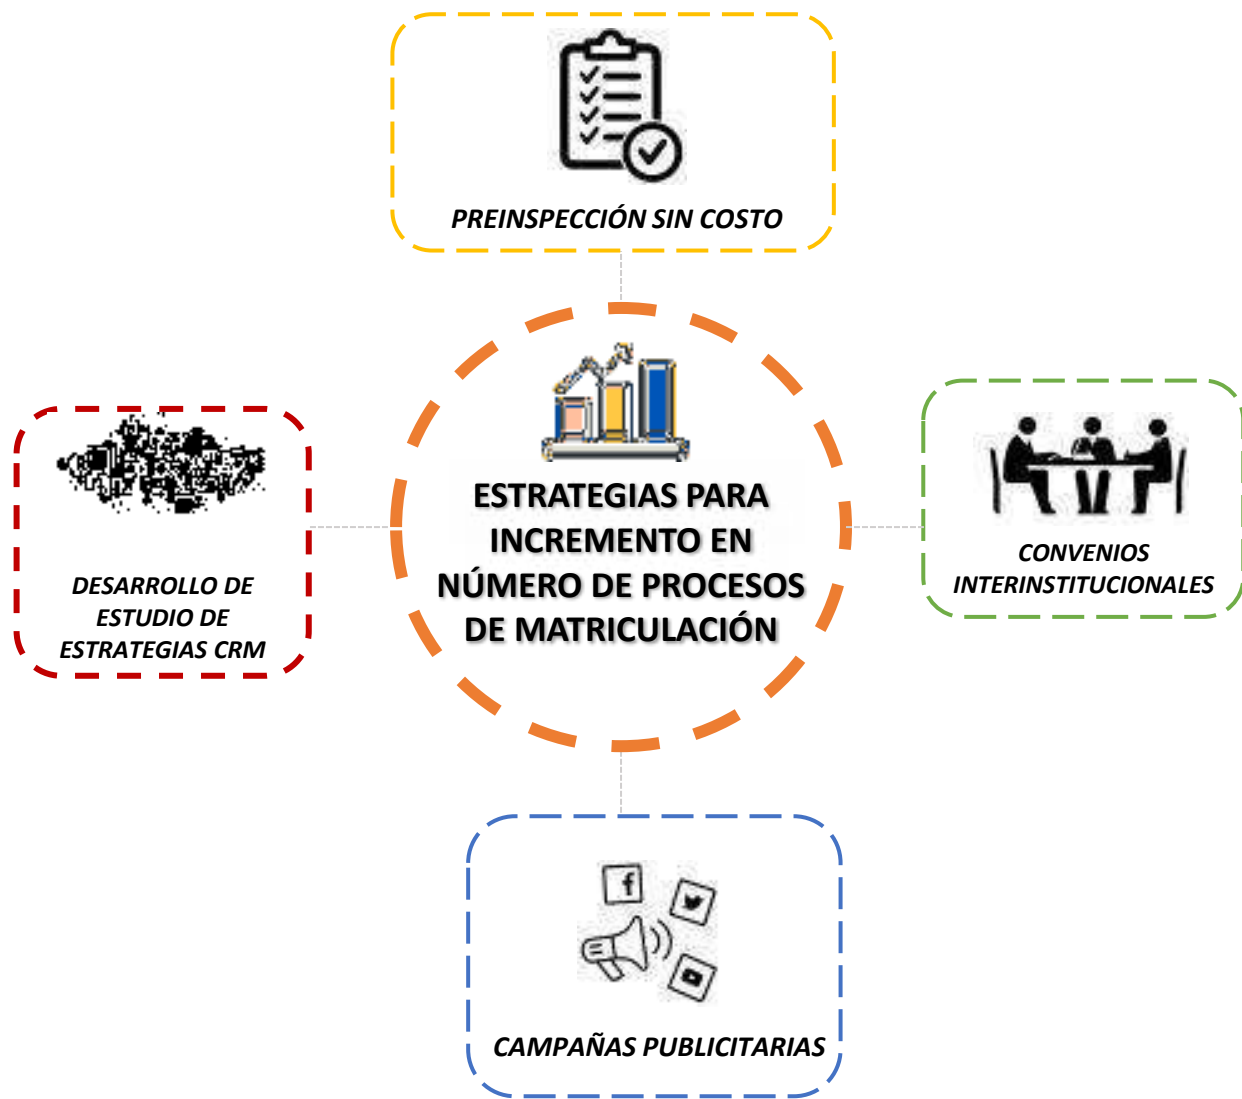 PREINSPECCIÓN SIN COSTO
ESTRATEGIAS PARA
INCREMENTO EN
NÚMERO DE PROCESOS
DE MATRICULACIÓN
DESARROLLO DE
ESTUDIO DE
ESTRATEGIAS CRM
CONVENIOS
INTERINSTITUCIONALES
CAMPAÑAS PUBLICITARIAS